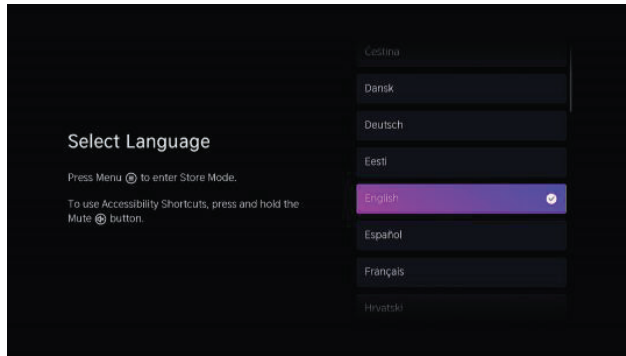 Select Language
Press Menu to enter Store Mode.
To use Accessibility Shortcuts, press and hold the
Mute button.
Čeština
Dansk
Deutsch
Eesti
English
Español
Français
Hrvatski